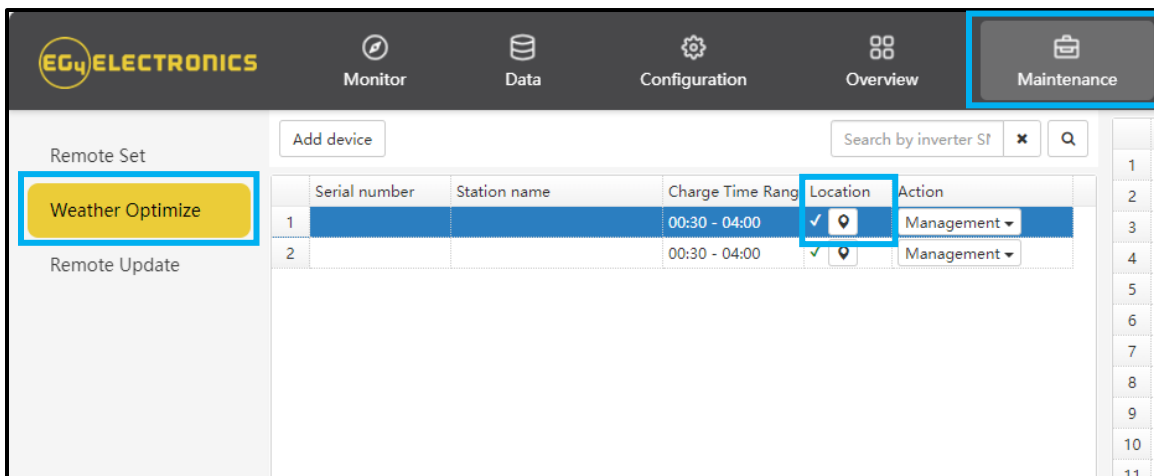 EG4 ELECTRONICS
Monitor
Data
Configuration
Overview
Maintenance
Remote Set
Weather Optimize
Remote Update
Add device
Search by inverter SN
Serial number Station name Charge Time Rang Location Action
1 00:30 - 04:00 Management
2 00:30 - 04:00 Management
1
2
3
4
5
6
7
8
9
10
11